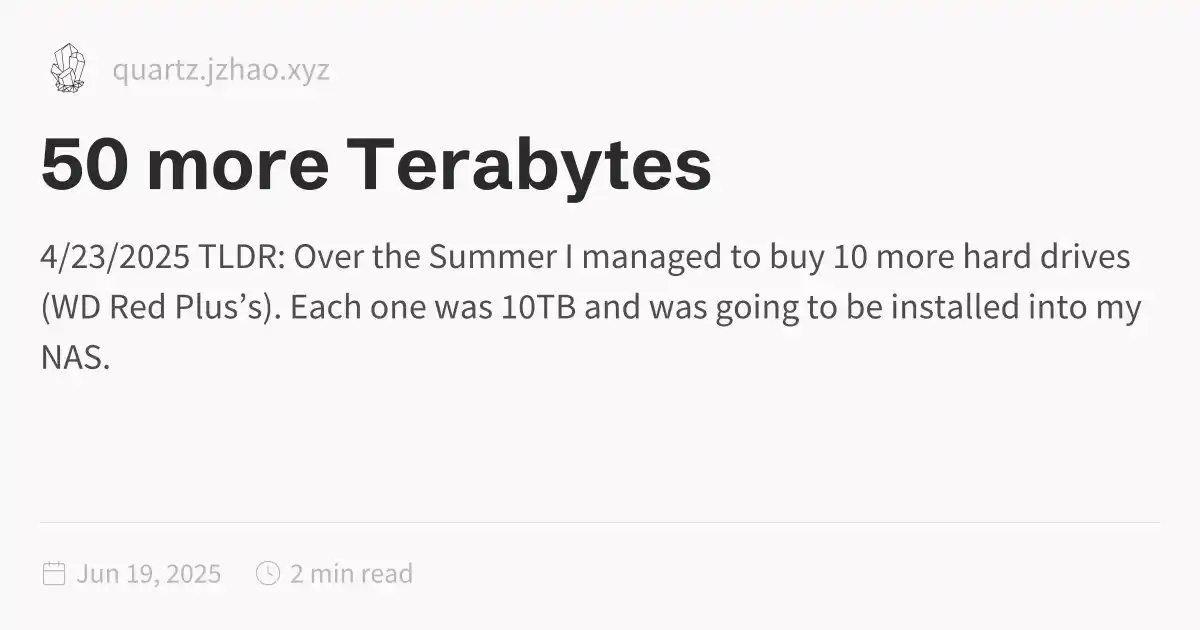 quartz.jzhao.xyz
50 more Terabytes
4/23/2025 TLDR: Over the Summer I managed to buy 10 more hard drives
(WD Red Plus’s). Each one was 10TB and was going to be installed into my
NAS.
Jun 19, 2025 2 min read